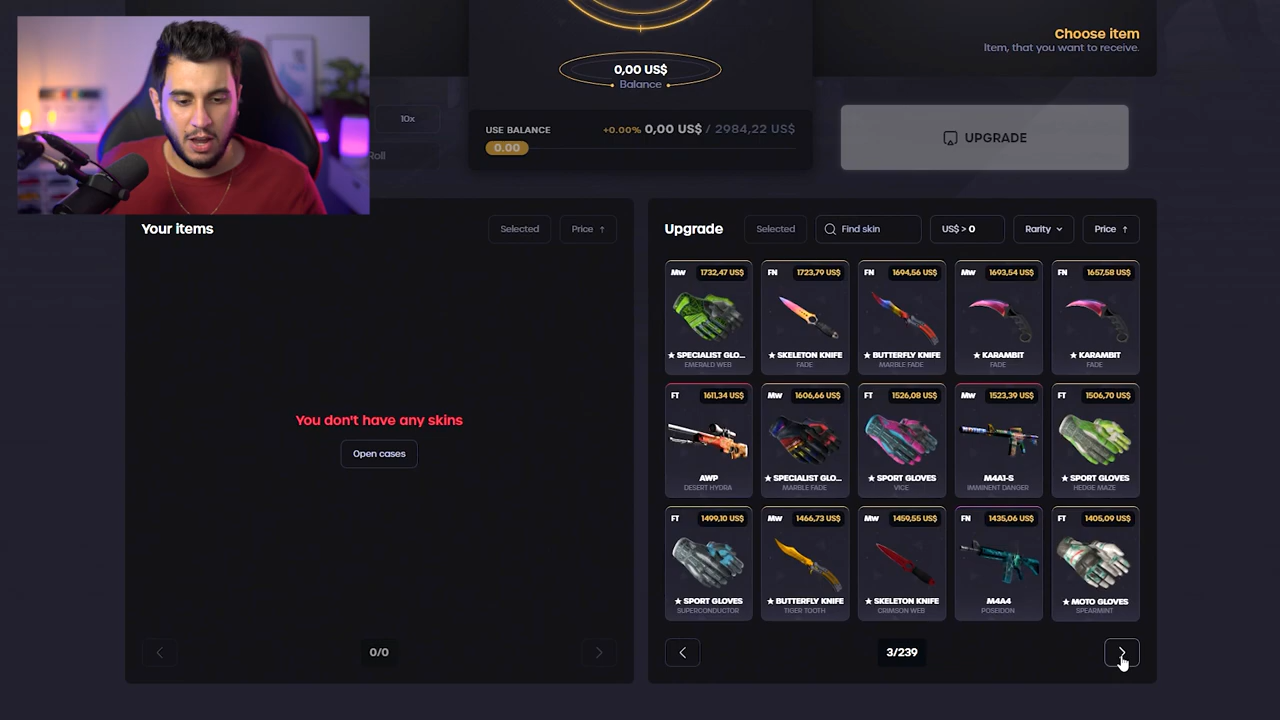 Choose item
Item, that you want to receive.
0,00 US$
Balance
10x
Roll
USE BALANCE
+0.00% 0,00 US$ / 2984,22 US$
0.00
UPGRADE
Your items
Selected
Price ↑
You don't have any skins
Open cases
0/0
Upgrade
Selected
Find skin
US$ > 0
Rarity
Price ↑
MW 1732,47 US$
★ SPECIALIST GLO...
EMERALD WEB
FN 1723,79 US$
★ SKELETON KNIFE
FADE
FN 1694,56 US$
★ BUTTERFLY KNIFE
MARBLE FADE
MW 1693,54 US$
★ KARAMBIT
FADE
FN 1657,58 US$
★ KARAMBIT
FADE
FT 1611,34 US$
AWP
DESERT HYDRA
MW 1606,66 US$
★ SPECIALIST GLO...
MARBLE FADE
FT 1526,08 US$
★ SPORT GLOVES
VICE
MW 1523,39 US$
M4A1-S
IMMINENT DANGER
FT 1506,70 US$
★ SPORT GLOVES
HEDGE MAZE
FT 1499,10 US$
★ SPORT GLOVES
SUPERCONDUCTOR
MW 1466,73 US$
★ BUTTERFLY KNIFE
TIGER TOOTH
MW 1459,55 US$
★ SKELETON KNIFE
CRIMSON WEB
FN 1435,06 US$
M4A4
POSEIDON
FT 1405,09 US$
★ MOTO GLOVES
SPEARMINT
3/239